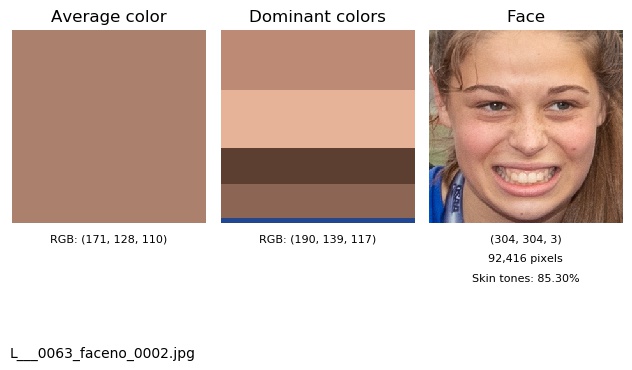 Average color
Dominant colors
Face
RGB: (171, 128, 110)
RGB: (190, 139, 117)
(304, 304, 3)
92,416 pixels
Skin tones: 85.30%
L___0063_faceno_0002.jpg